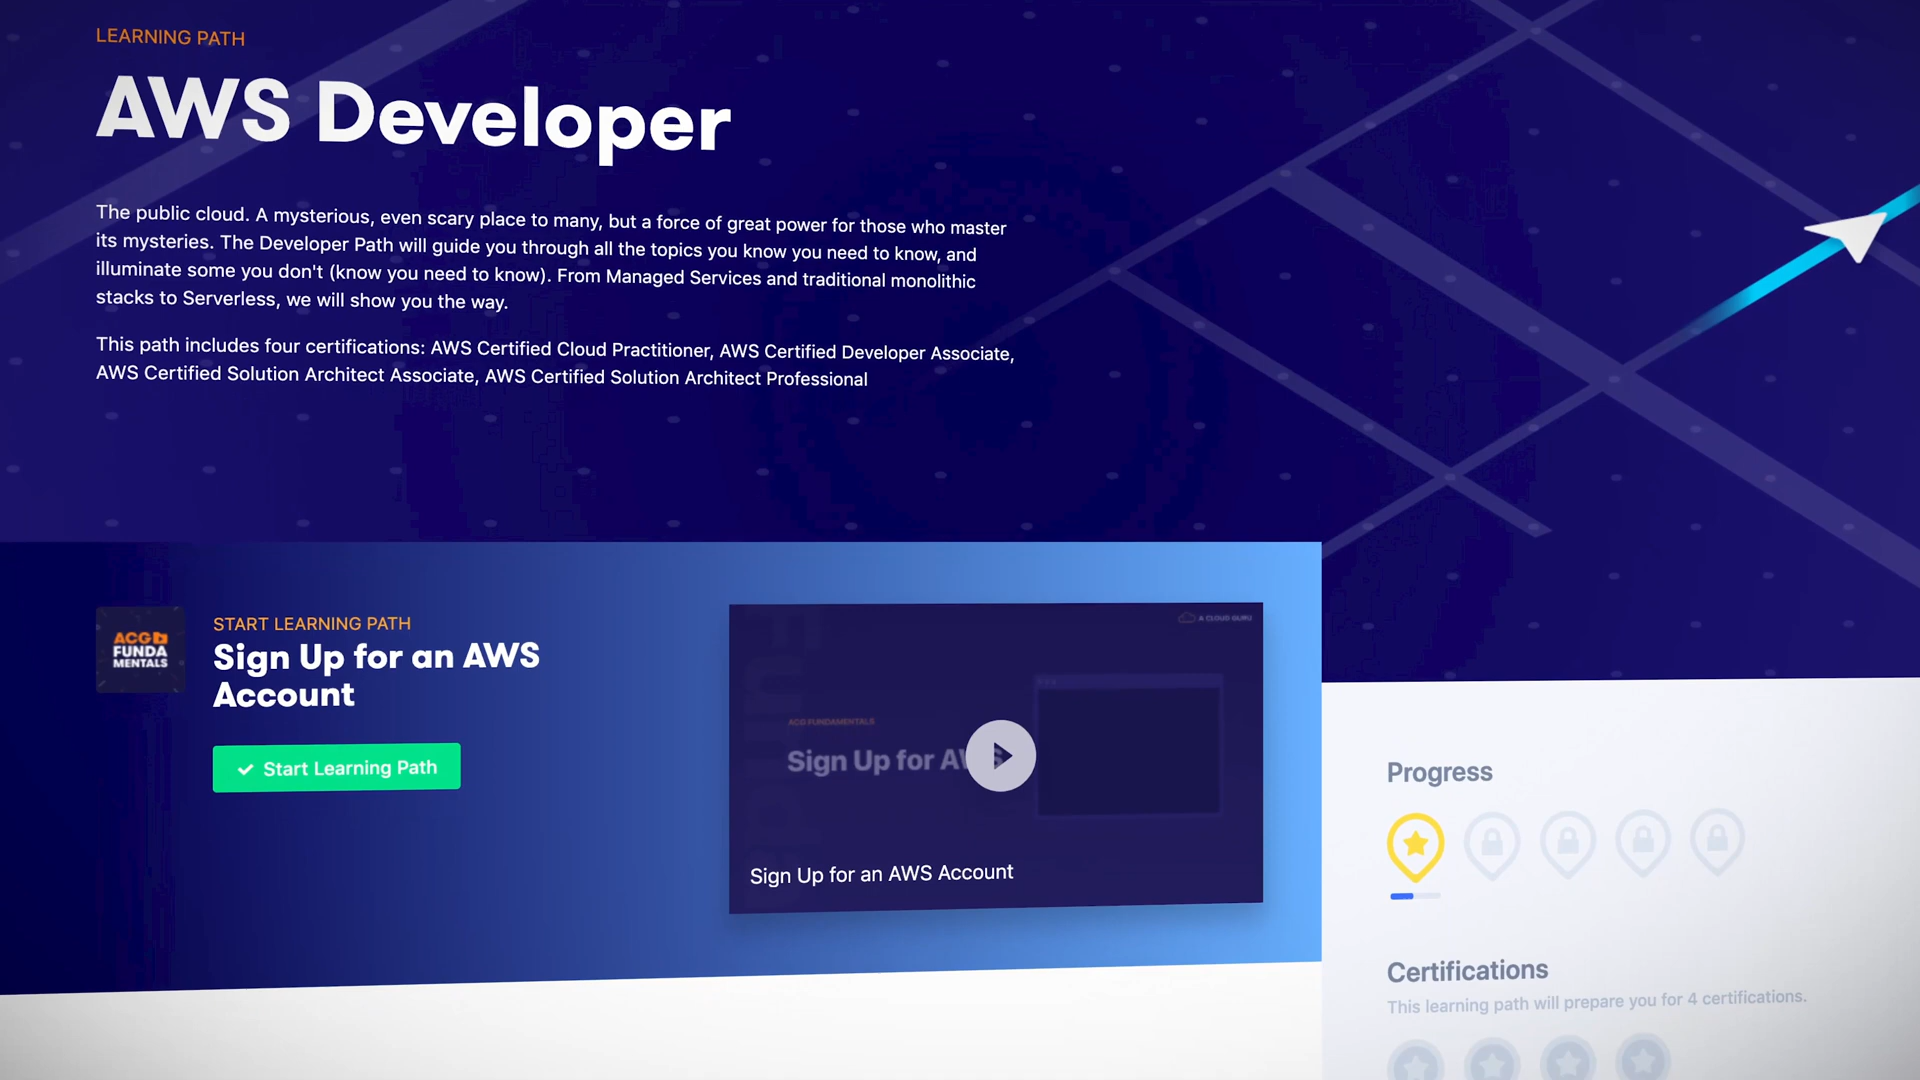 LEARNING PATH
AWS Developer
The public cloud. A mysterious, even scary place to many, but a force of great power for those who master
its mysteries. The Developer Path will guide you through all the topics you know you need to know, and
illuminate some you don't (know you need to know). From Managed Services and traditional monolithic
stacks to Serverless, we will show you the way.
This path includes four certifications: AWS Certified Cloud Practitioner, AWS Certified Developer Associate,
AWS Certified Solution Architect Associate, AWS Certified Solution Architect Professional
ACG
FUNDA
MENTALS
START LEARNING PATH
Sign Up for an AWS
Account
Start Learning Path
A CLOUD GURU
ACG FUNDAMENTALS
Sign Up for AWS
Sign Up for an AWS Account
Progress
Certifications
This learning path will prepare you for 4 certifications.